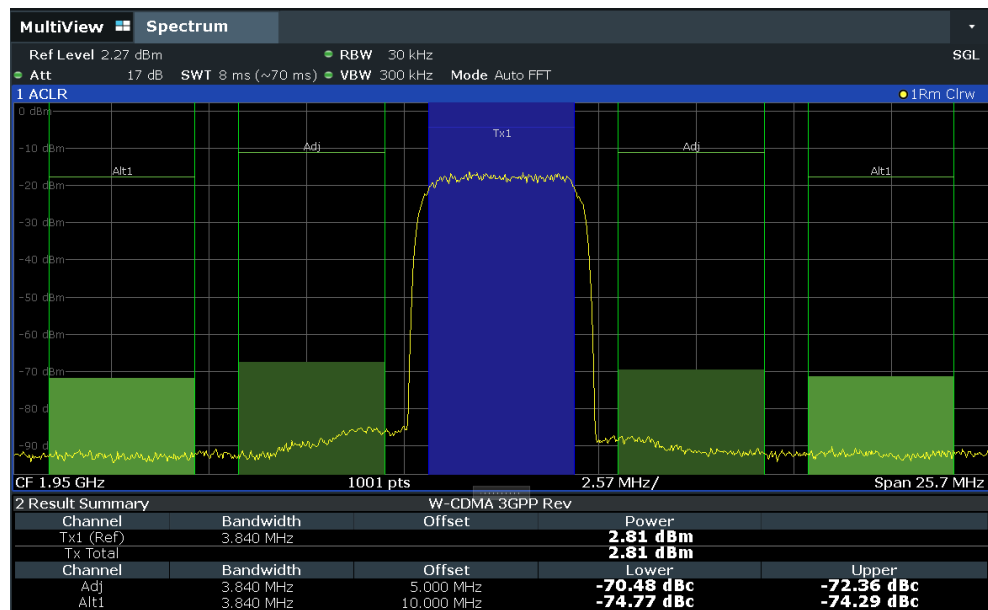 MultiView Spectrum
Ref Level 2.27 dBm RBW 30 kHz SGL
Att 17 dB SWT 8 ms (~70 ms) VBW 300 kHz Mode Auto FFT
1 ACLR 1Rm Clrw
0 dBm
Tx1
-10 dBm Adj Adj
Alt1 Alt1
-20 dBm
-30 dBm
-40 dBm
-50 dBm
-60 dBm
-70 dBm
-80 d
-90 d
CF 1.95 GHz 1001 pts 2.57 MHz/ Span 25.7 MHz
2 Result Summary W-CDMA 3GPP Rev
Channel Bandwidth Offset Power
Tx1 (Ref) 3.840 MHz 2.81 dBm
Tx Total 2.81 dBm
Channel Bandwidth Offset Lower Upper
Adj 3.840 MHz 5.000 MHz -70.48 dBc -72.36 dBc
Alt1 3.840 MHz 10.000 MHz -74.77 dBc -74.29 dBc